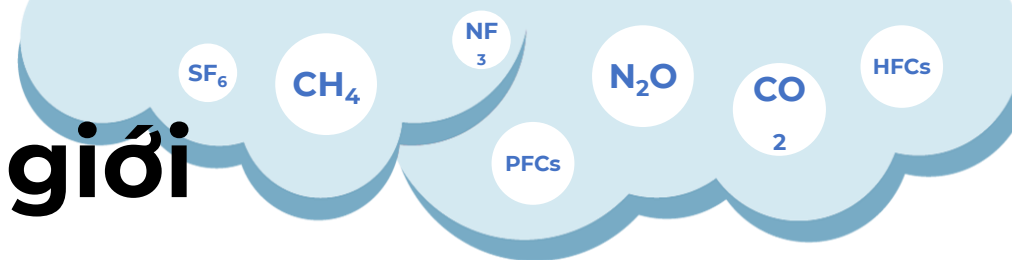 SF₆
CH₄
NF
3
N₂O
CO
2
HFCs
PFCs
giới